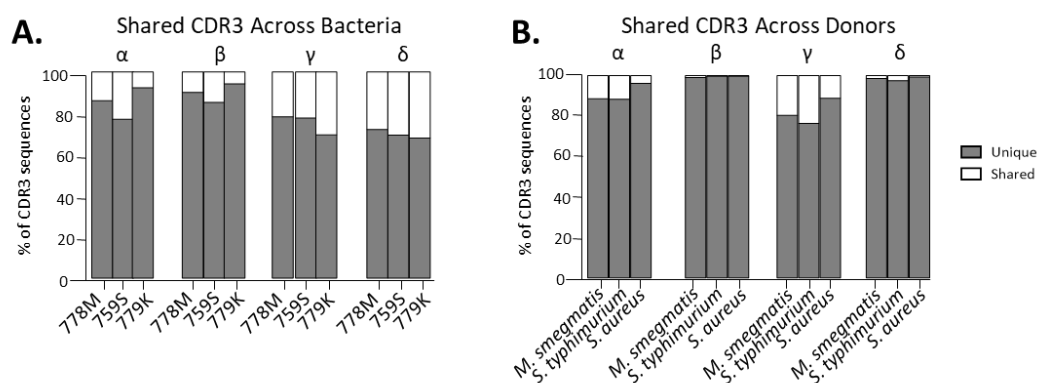 A.
Shared CDR3 Across Bacteria
α β γ δ
% of CDR3 sequences
100
80
60
40
20
0
778M 759S 779K 778M 759S 779K 778M 759S 779K 778M 759S 779K
B.
Shared CDR3 Across Donors
α β γ δ
% of CDR3 sequences
100
80
60
40
20
0
M. smegmatis S. typhimurium S. aureus M. smegmatis S. typhimurium S. aureus M. smegmatis S. typhimurium S. aureus M. smegmatis S. typhimurium S. aureus
Unique
Shared